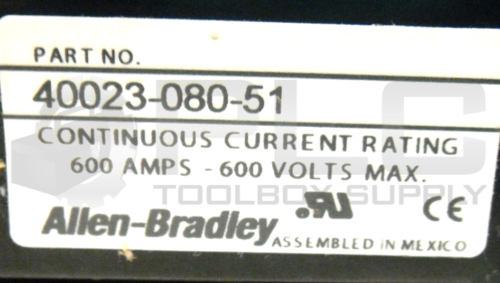 PART NO.
40023-080-51
CONTINUOUS CURRENT RATING
600 AMPS - 600 VOLTS MAX.
PLC
TOOLBOX SUPPLY
Allen-Bradley
ASSEMBLED IN MEXICO